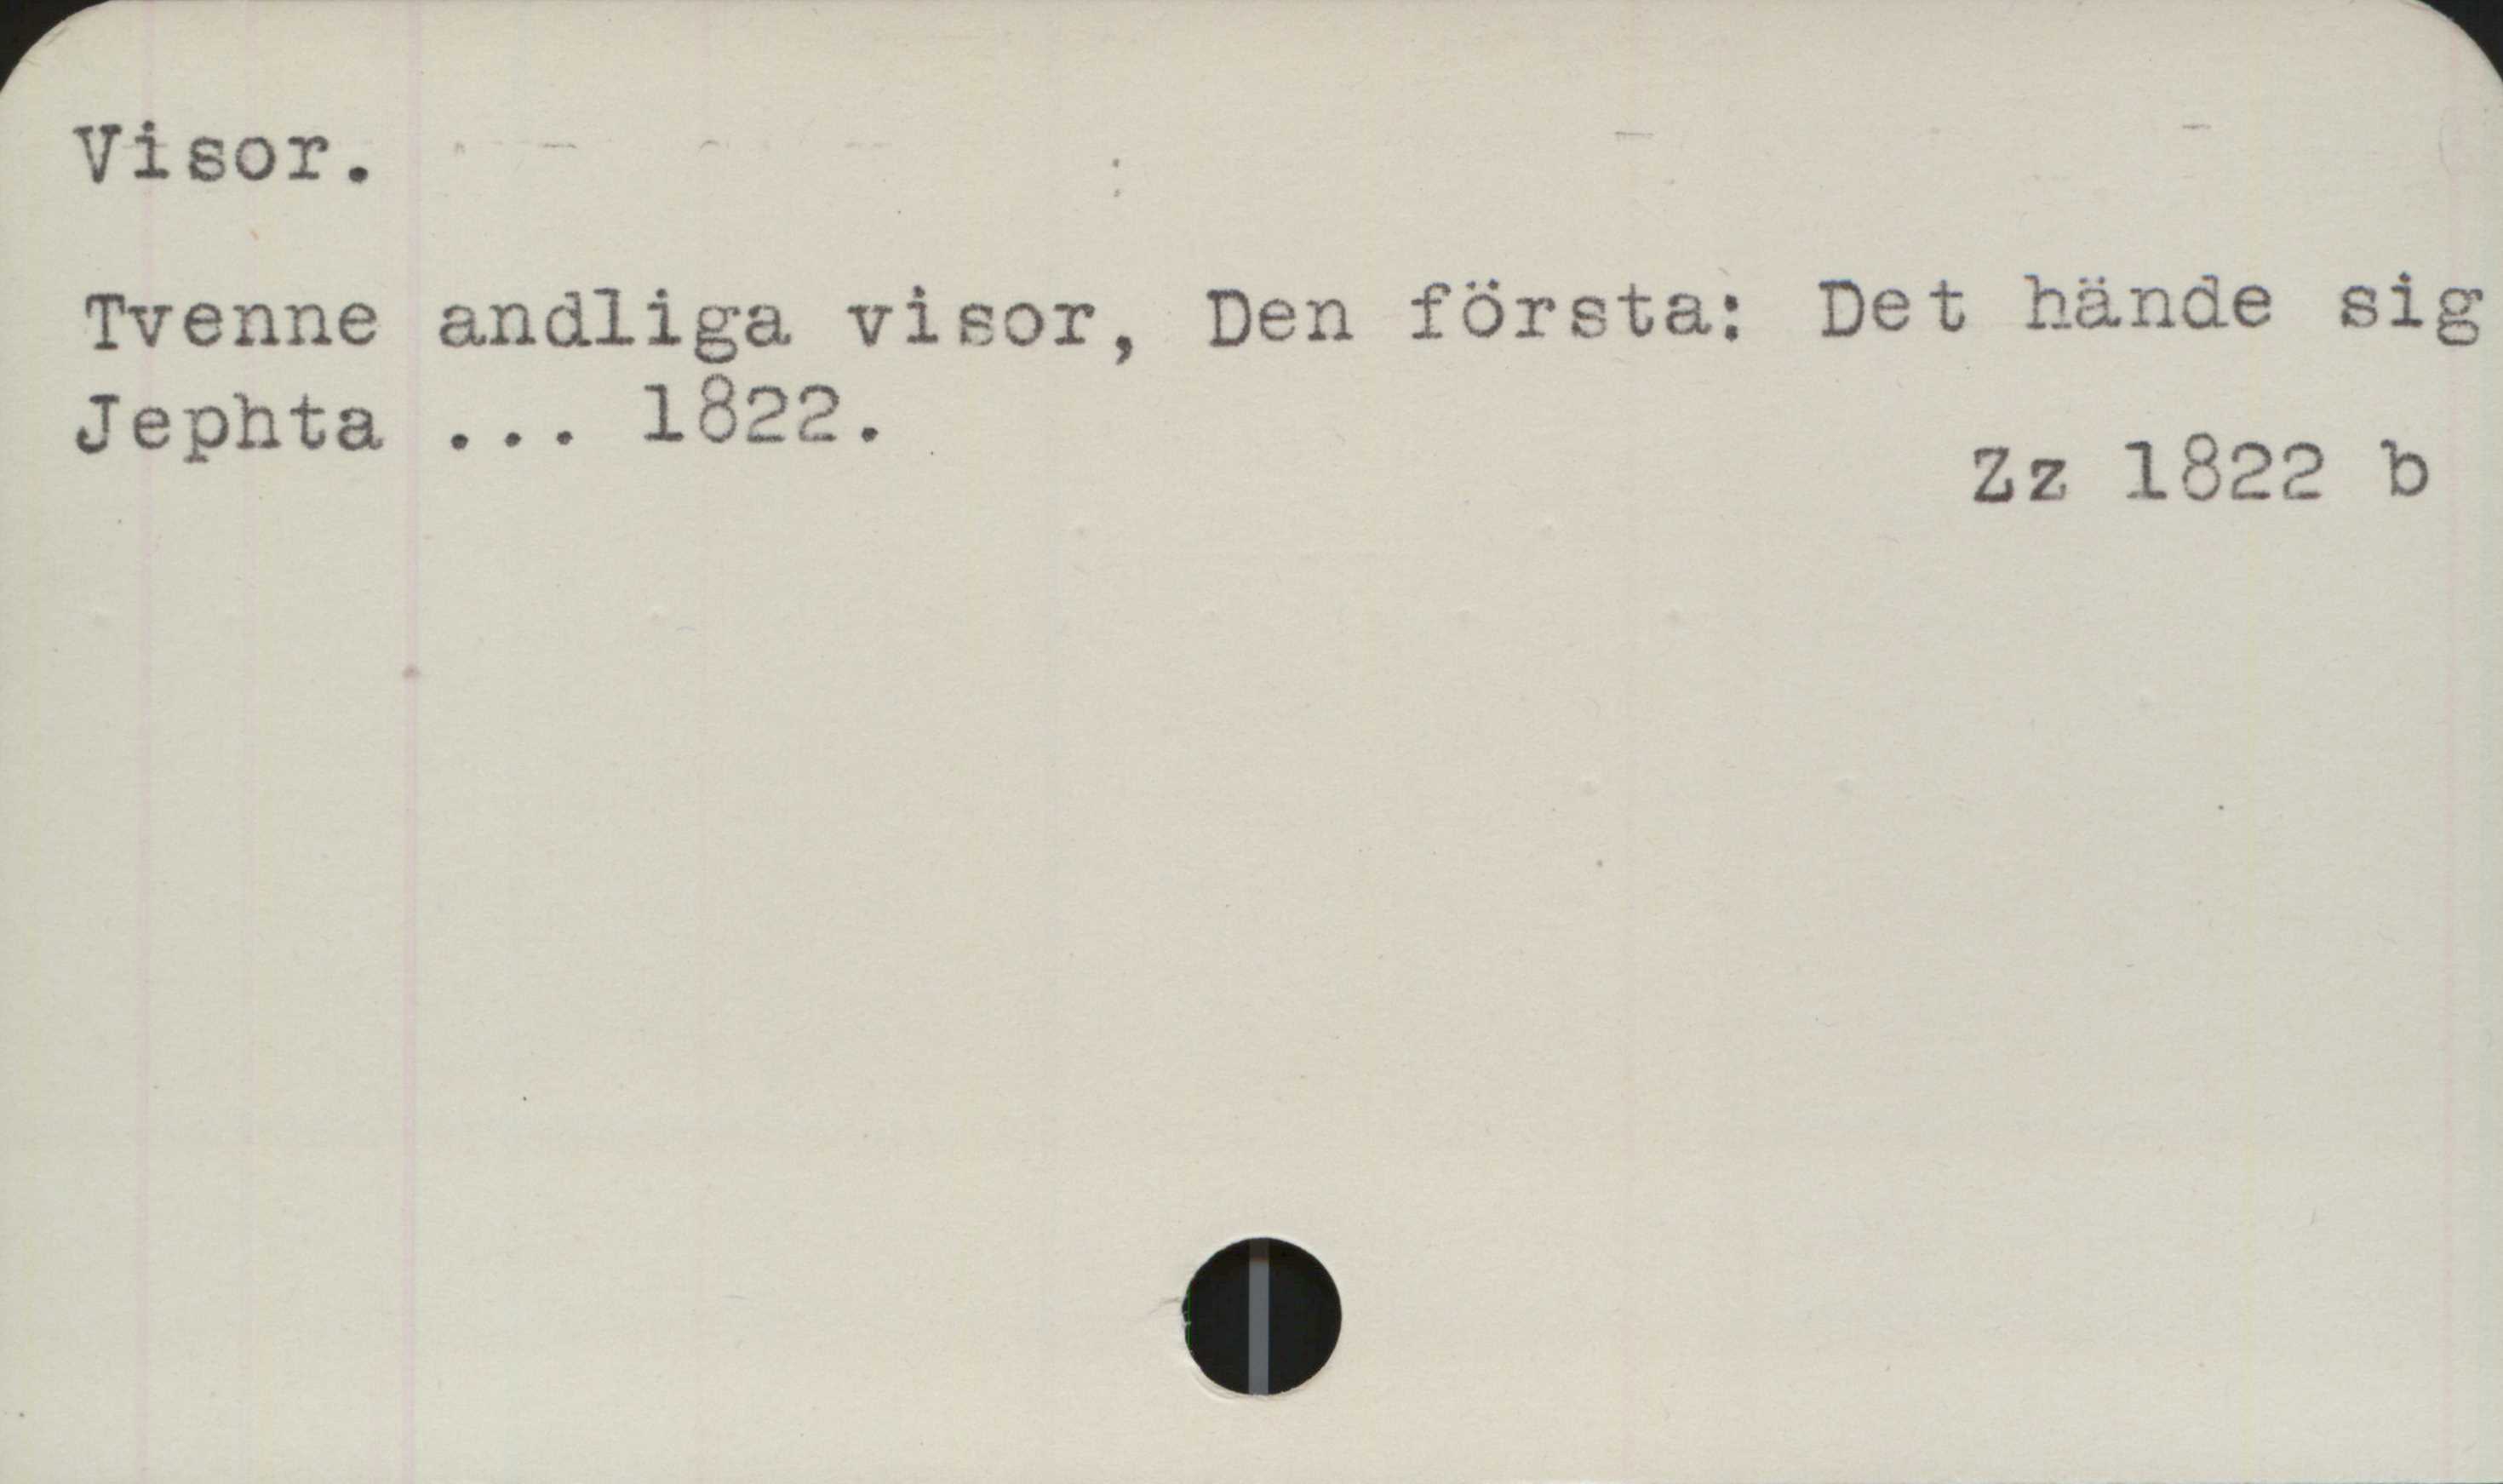 Visor.
Tvenne andliga visor, Den första: Det hände sig
Jephta ... 1822.
Zz 1822 b